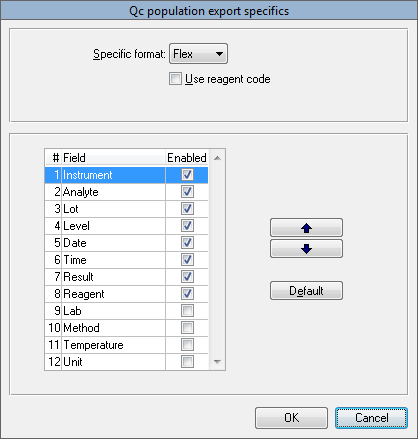 Qc population export specifics
Specific format: Flex
Use reagent code
# Field Enabled
1 Instrument
2 Analyte
3 Lot
4 Level
5 Date
6 Time
7 Result
8 Reagent
9 Lab
10 Method
11 Temperature
12 Unit
Default
OK Cancel